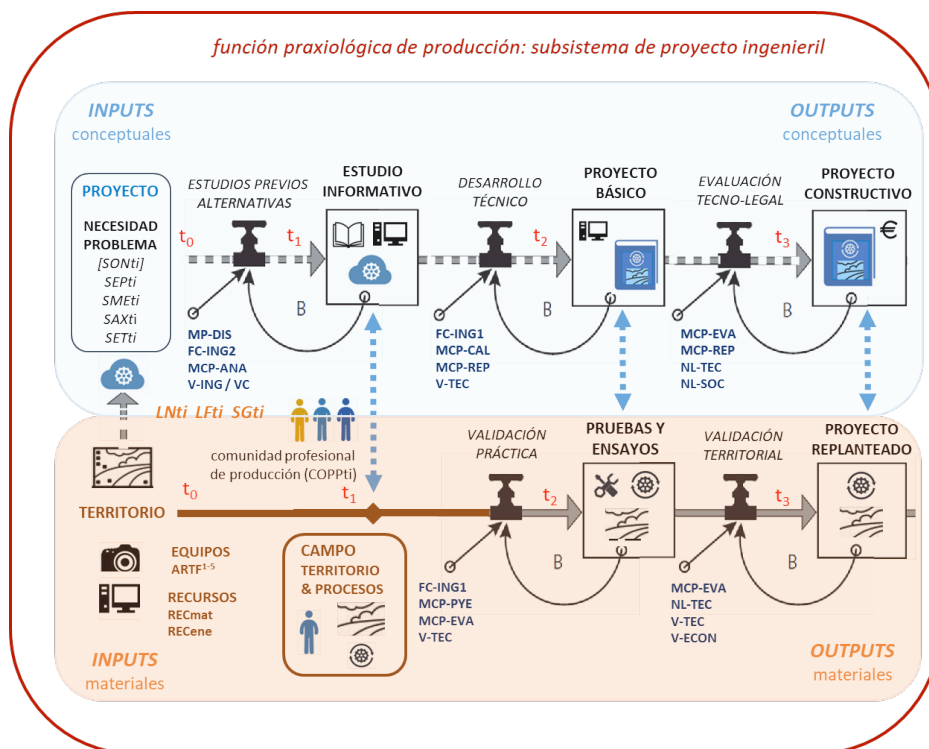 función praxiológica de producción: subsistema de proyecto ingenieril
INPUTS
conceptuales
OUTPUTS
conceptuales
PROYECTO
NECESIDAD
PROBLEMA
[SONti]
SEPti
SMEti
SAXti
SETti
ESTUDIOS PREVIOS
ALTERNATIVAS
ESTUDIO
INFORMATIVO
DESARROLLO
TÉCNICO
PROYECTO
BÁSICO
EVALUACIÓN
TECNO-LEGAL
PROYECTO
CONSTRUCTIVO
€
t0
t1
t2
t3
B
B
B
MP-DIS
FC-ING2
MCP-ANA
V-ING / VC
FC-ING1
MCP-CAL
MCP-REP
V-TEC
MCP-EVA
MCP-REP
NL-TEC
NL-SOC
LNti LFti SGti
comunidad profesional
de producción (COPPti)
VALIDACIÓN
PRÁCTICA
PRUEBAS Y
ENSAYOS
VALIDACIÓN
TERRITORIAL
PROYECTO
REPLANTEADO
t0
t1
t2
t3
TERRITORIO
EQUIPOS
ARTF1-5
RECURSOS
RECmat
RECene
CAMPO
TERRITORIO
& PROCESOS
B
B
FC-ING1
MCP-PYE
MCP-EVA
V-TEC
MCP-EVA
NL-TEC
V-TEC
V-ECON
INPUTS
materiales
OUTPUTS
materiales